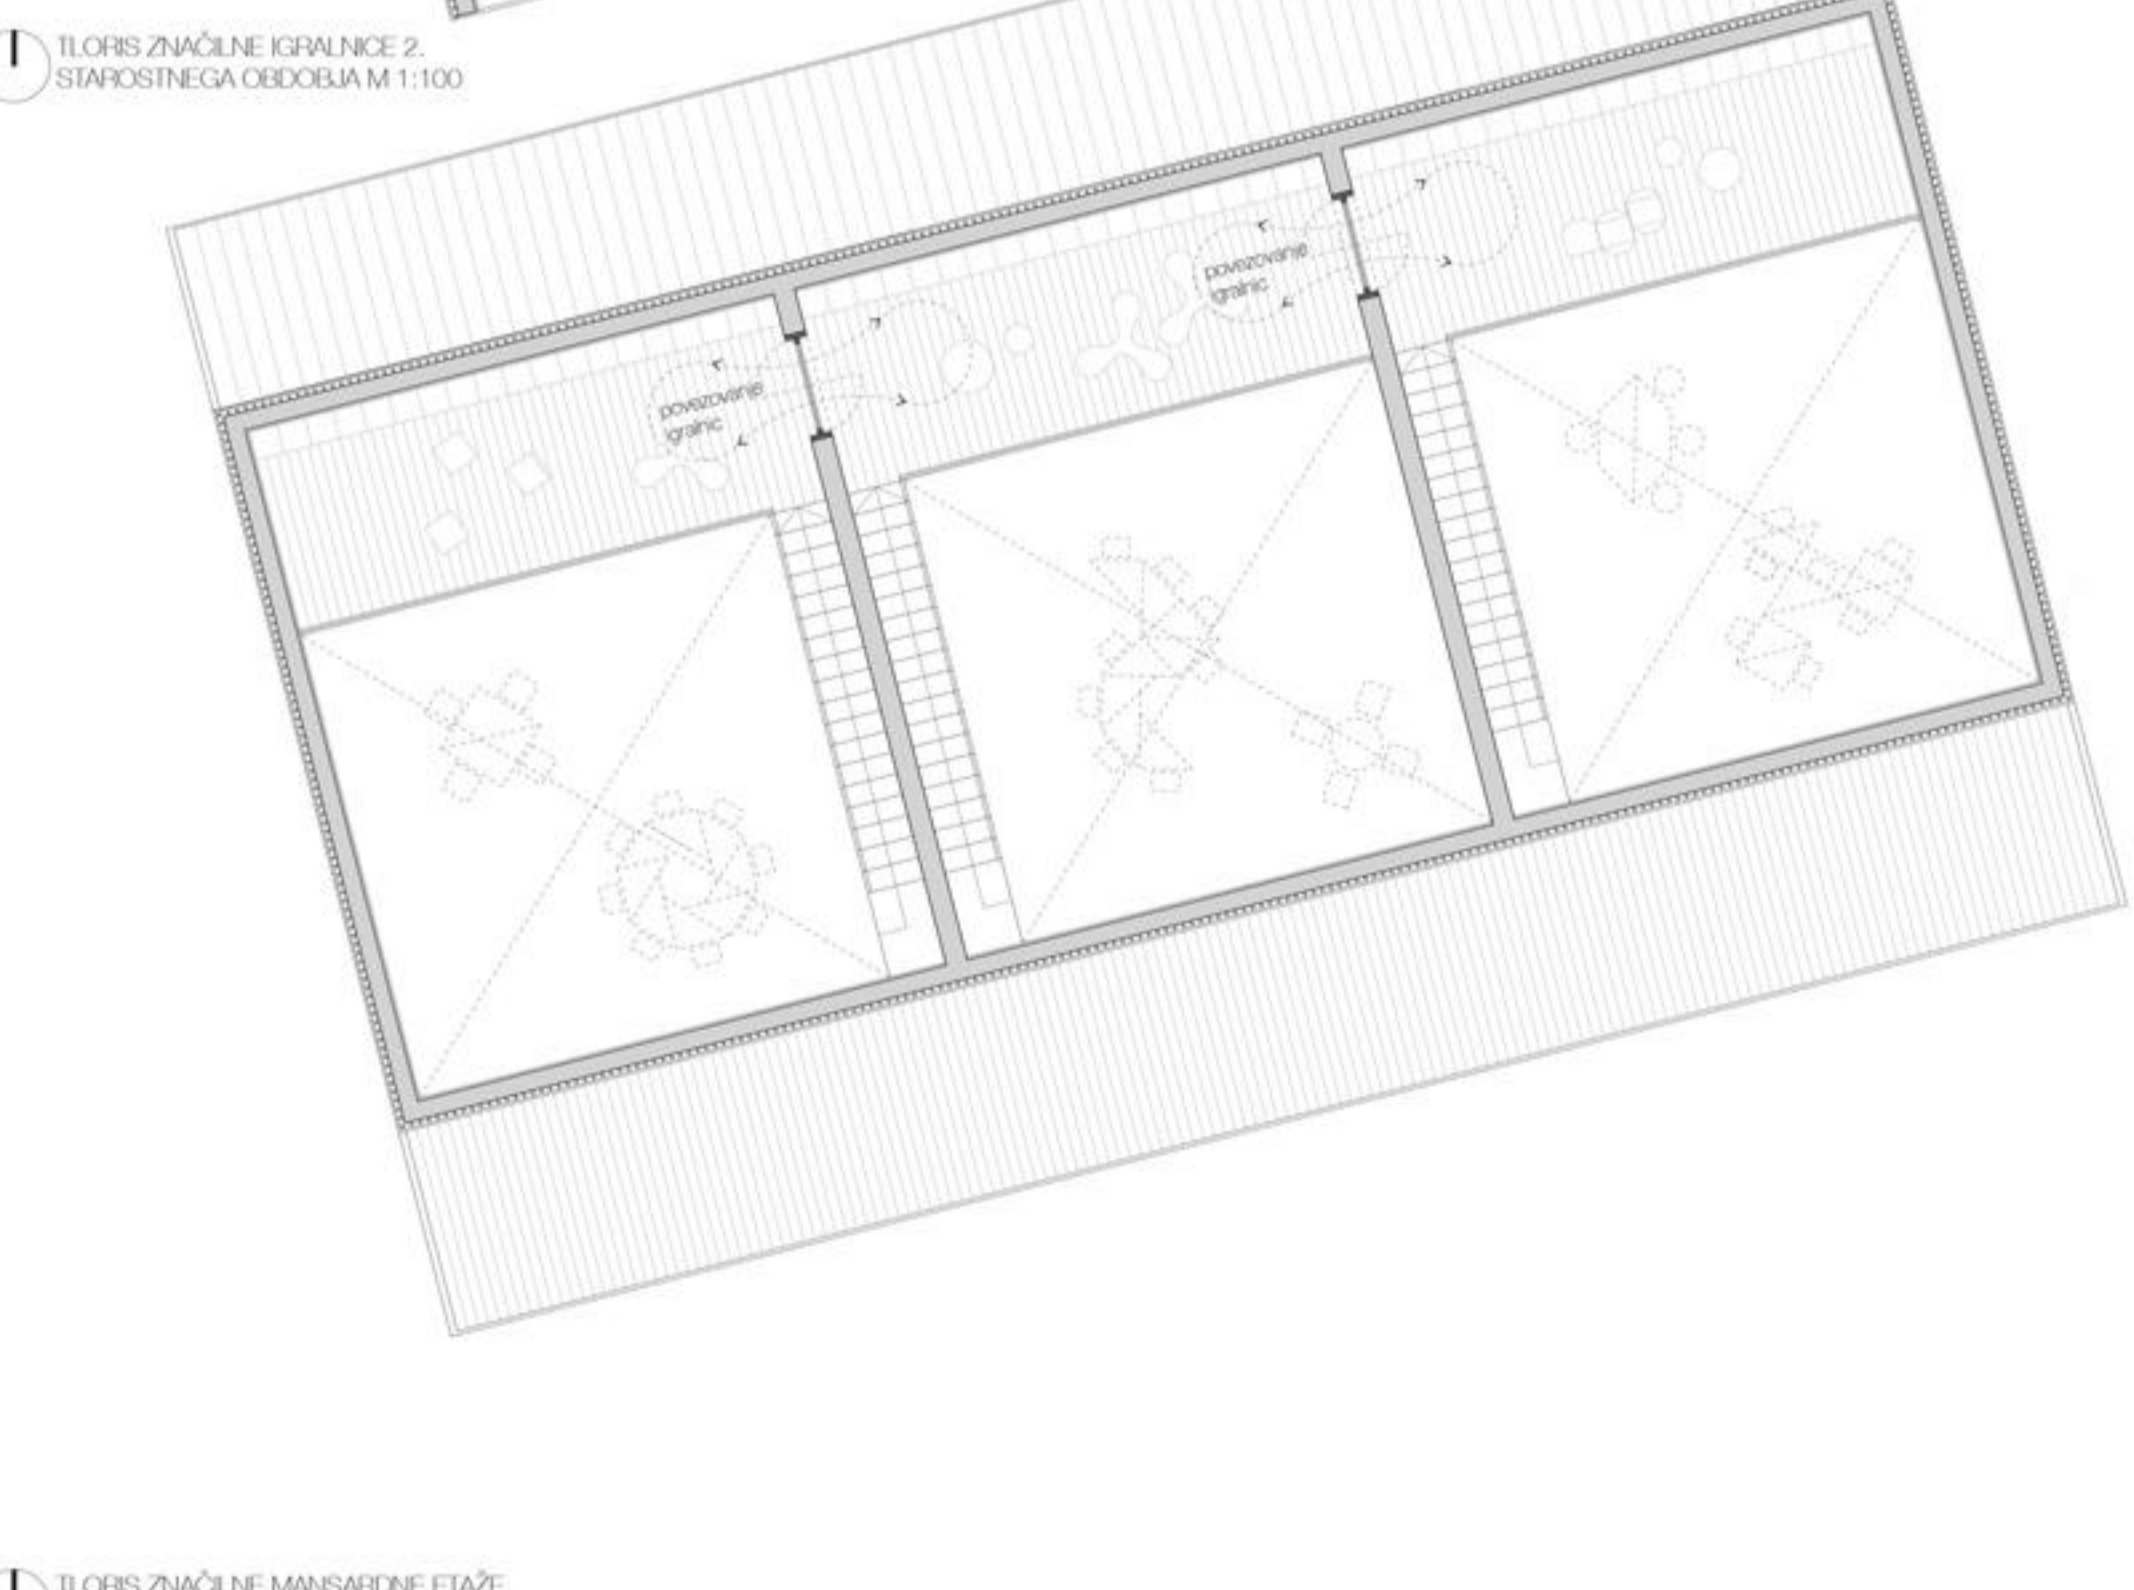 TLORIS ZNAČILNE IGRALNICE 2.
STAROSTNEGA OBDOBJA M 1:100
povezovanje
igralnic
povezovanje
igralnic
TLORIS ZNAČILNE MANSARDNE ETAŽE